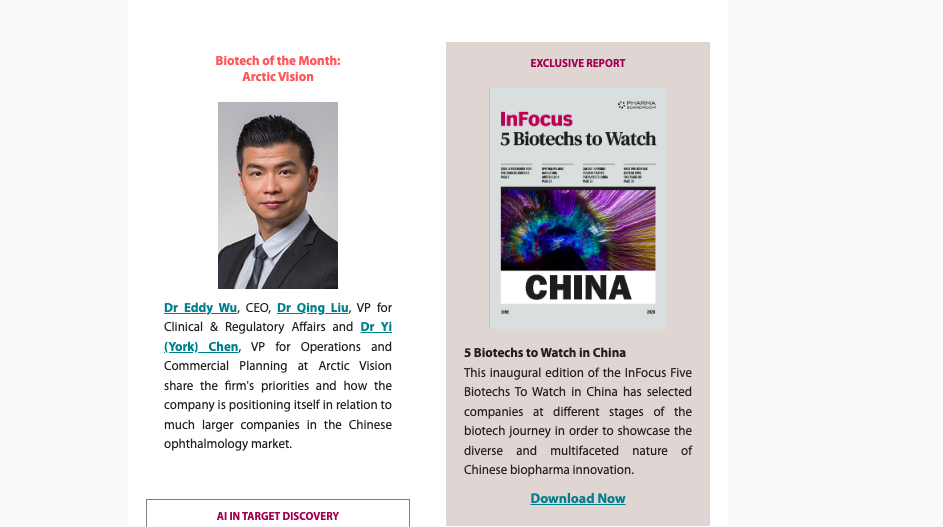 Biotech of the Month:
Arctic Vision
Dr Eddy Wu, CEO, Dr Qing Liu, VP for
Clinical & Regulatory Affairs and Dr Yi
(York) Chen, VP for Operations and
Commercial Planning at Arctic Vision
share the firm's priorities and how the
company is positioning itself in relation to
much larger companies in the Chinese
ophthalmology market.
AI IN TARGET DISCOVERY
EXCLUSIVE REPORT
PHARMA
BOARDROOM
InFocus
5 Biotechs to Watch
CHINA
JUNE
2020
5 Biotechs to Watch in China
This inaugural edition of the InFocus Five
Biotechs To Watch in China has selected
companies at different stages of the
biotech journey in order to showcase the
diverse and multifaceted nature of
Chinese biopharma innovation.
Download Now